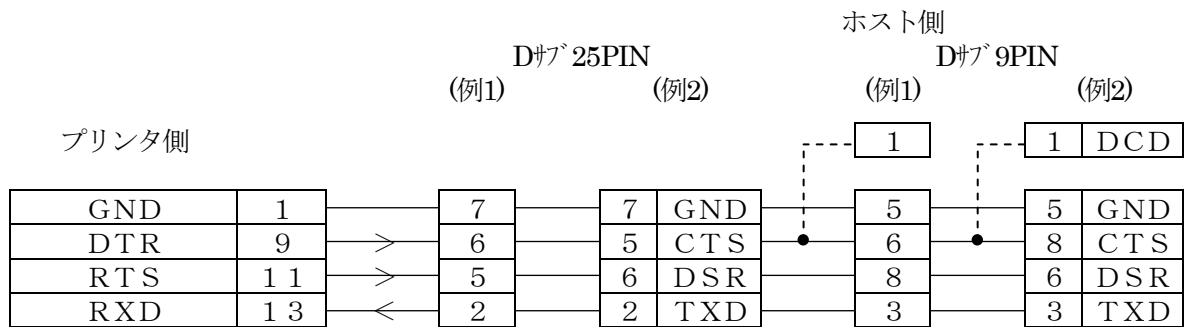 ホスト側
Dｻﾌﾞ25PIN Dｻﾌﾞ9PIN
(例1) (例2) (例1) (例2)
プリンタ側 1 1 DCD
GND 1 7 7 GND 5 5 GND
DTR 9 6 5 CTS 6 8 CTS
RTS 11 5 6 DSR 8 6 DSR
RXD 13 2 2 TXD 3 3 TXD